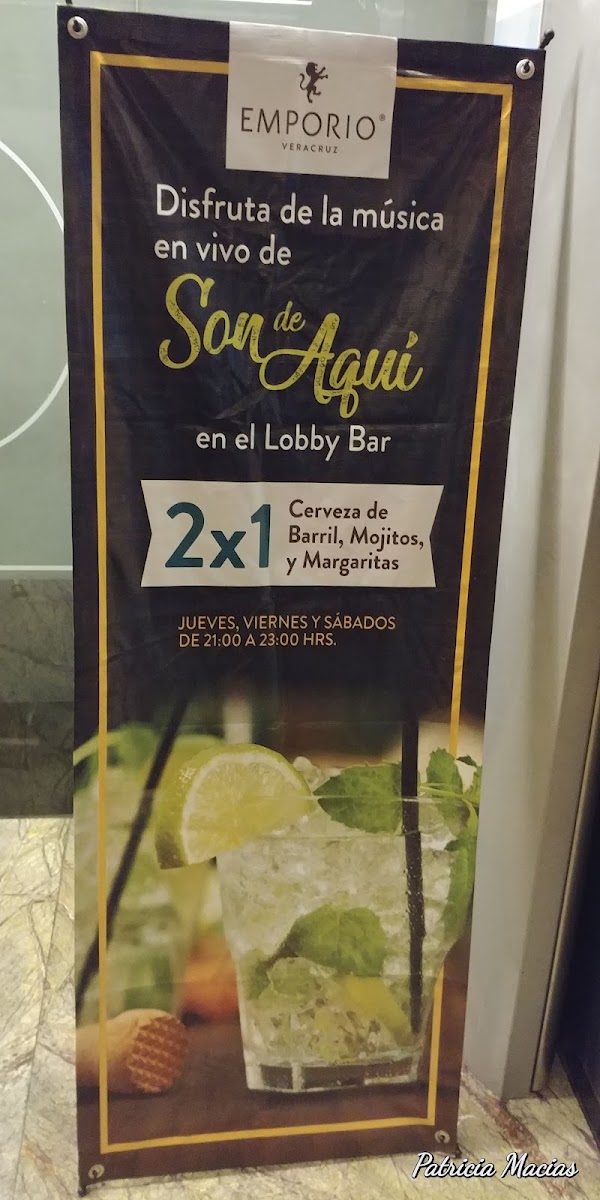 EMPORIO®
VERACRUZ
Disfruta de la música
en vivo de
Son de Aquí
en el Lobby Bar
2x1
Cerveza de
Barril, Mojitos,
y Margaritas
JUEVES, VIERNES Y SÁBADOS
DE 21:00 A 23:00 HRS.
Patricia Macias